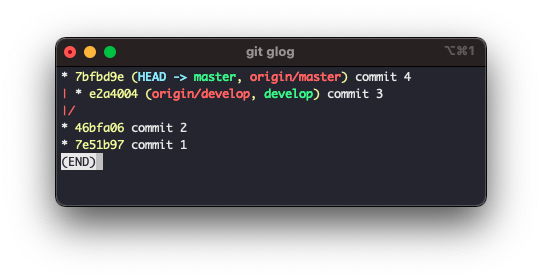 git glog
⌥⌘1
* 7bfbd9e (HEAD -> master, origin/master) commit 4
| * e2a4004 (origin/develop, develop) commit 3
|/
* 46bfa06 commit 2
* 7e51b97 commit 1
(END)